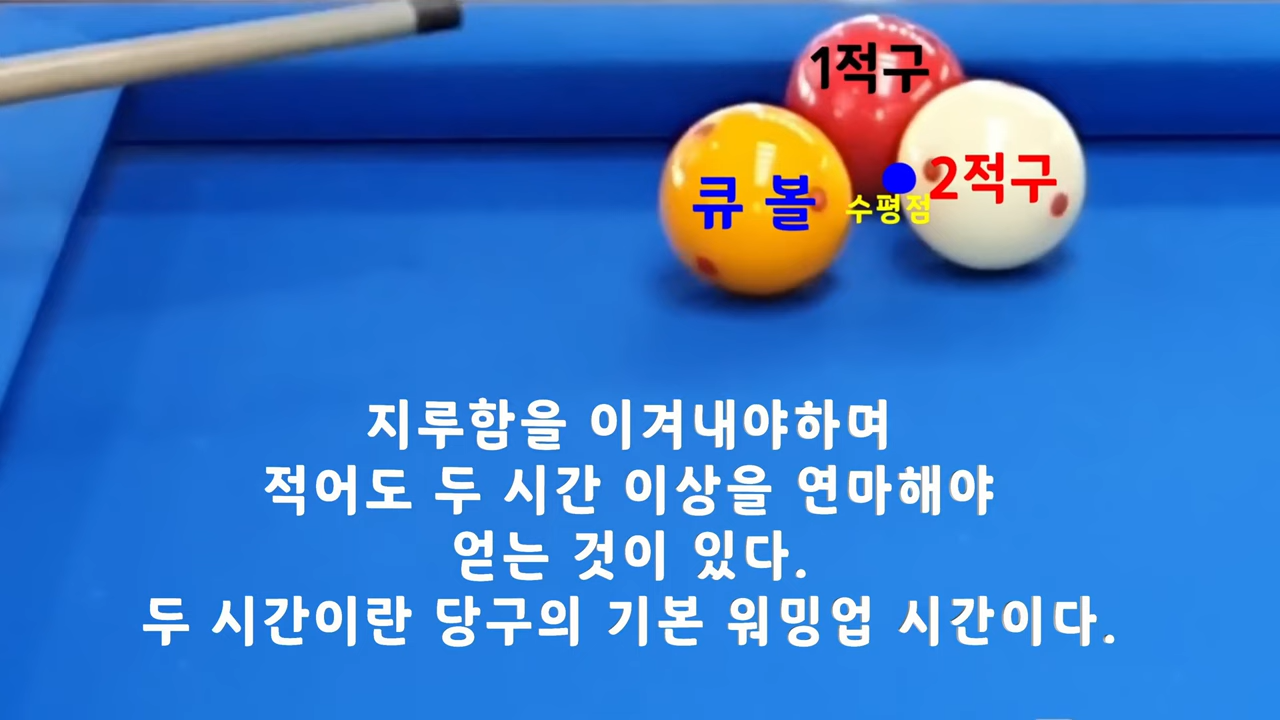 1적구
2적구
큐 볼
수평점
지루함을 이겨내야하며
적어도 두 시간 이상을 연마해야
얻는 것이 있다.
두 시간이란 당구의 기본 워밍업 시간이다.